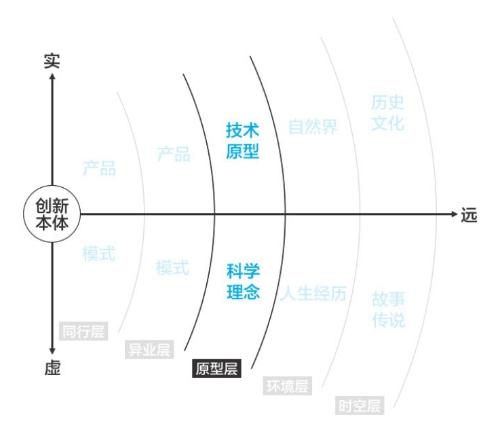 实
历史
文化
技术
原型
自然界
产品
产品
创新
本体
远
模式
模式
科学
理念
人生经历
故事
传说
同行层
异业层
原型层
环境层
时空层
虚